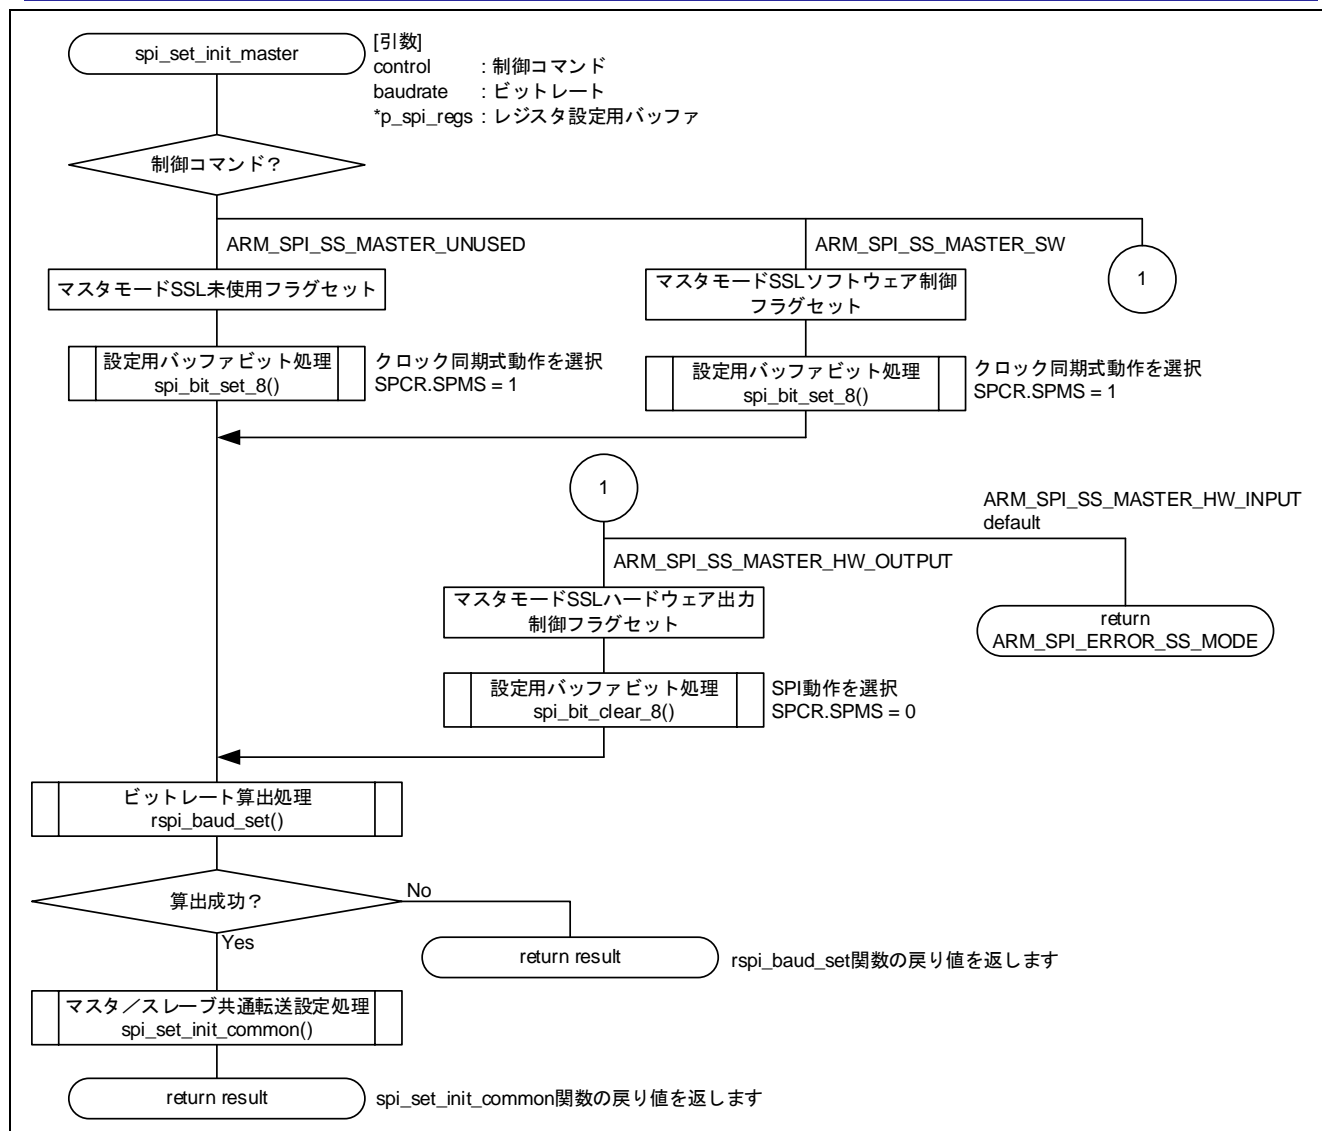 spi_set_init_master
[引数]
control : 制御コマンド
baudrate : ビットレート
*p_spi_regs : レジスタ設定用バッファ
制御コマンド？
ARM_SPI_SS_MASTER_UNUSED
ARM_SPI_SS_MASTER_SW
1
マスタモードSSL未使用フラグセット
マスタモードSSLソフトウェア制御
フラグセット
設定用バッファビット処理
spi_bit_set_8()
クロック同期式動作を選択
SPCR.SPMS = 1
設定用バッファビット処理
spi_bit_set_8()
クロック同期式動作を選択
SPCR.SPMS = 1
1
ARM_SPI_SS_MASTER_HW_INPUT
default
ARM_SPI_SS_MASTER_HW_OUTPUT
マスタモードSSLハードウェア出力
制御フラグセット
return
ARM_SPI_ERROR_SS_MODE
設定用バッファビット処理
spi_bit_clear_8()
SPI動作を選択
SPCR.SPMS = 0
ビットレート算出処理
rspi_baud_set()
算出成功？
No
Yes
return result
rspi_baud_set関数の戻り値を返します
マスタ／スレーブ共通転送設定処理
spi_set_init_common()
return result
spi_set_init_common関数の戻り値を返します